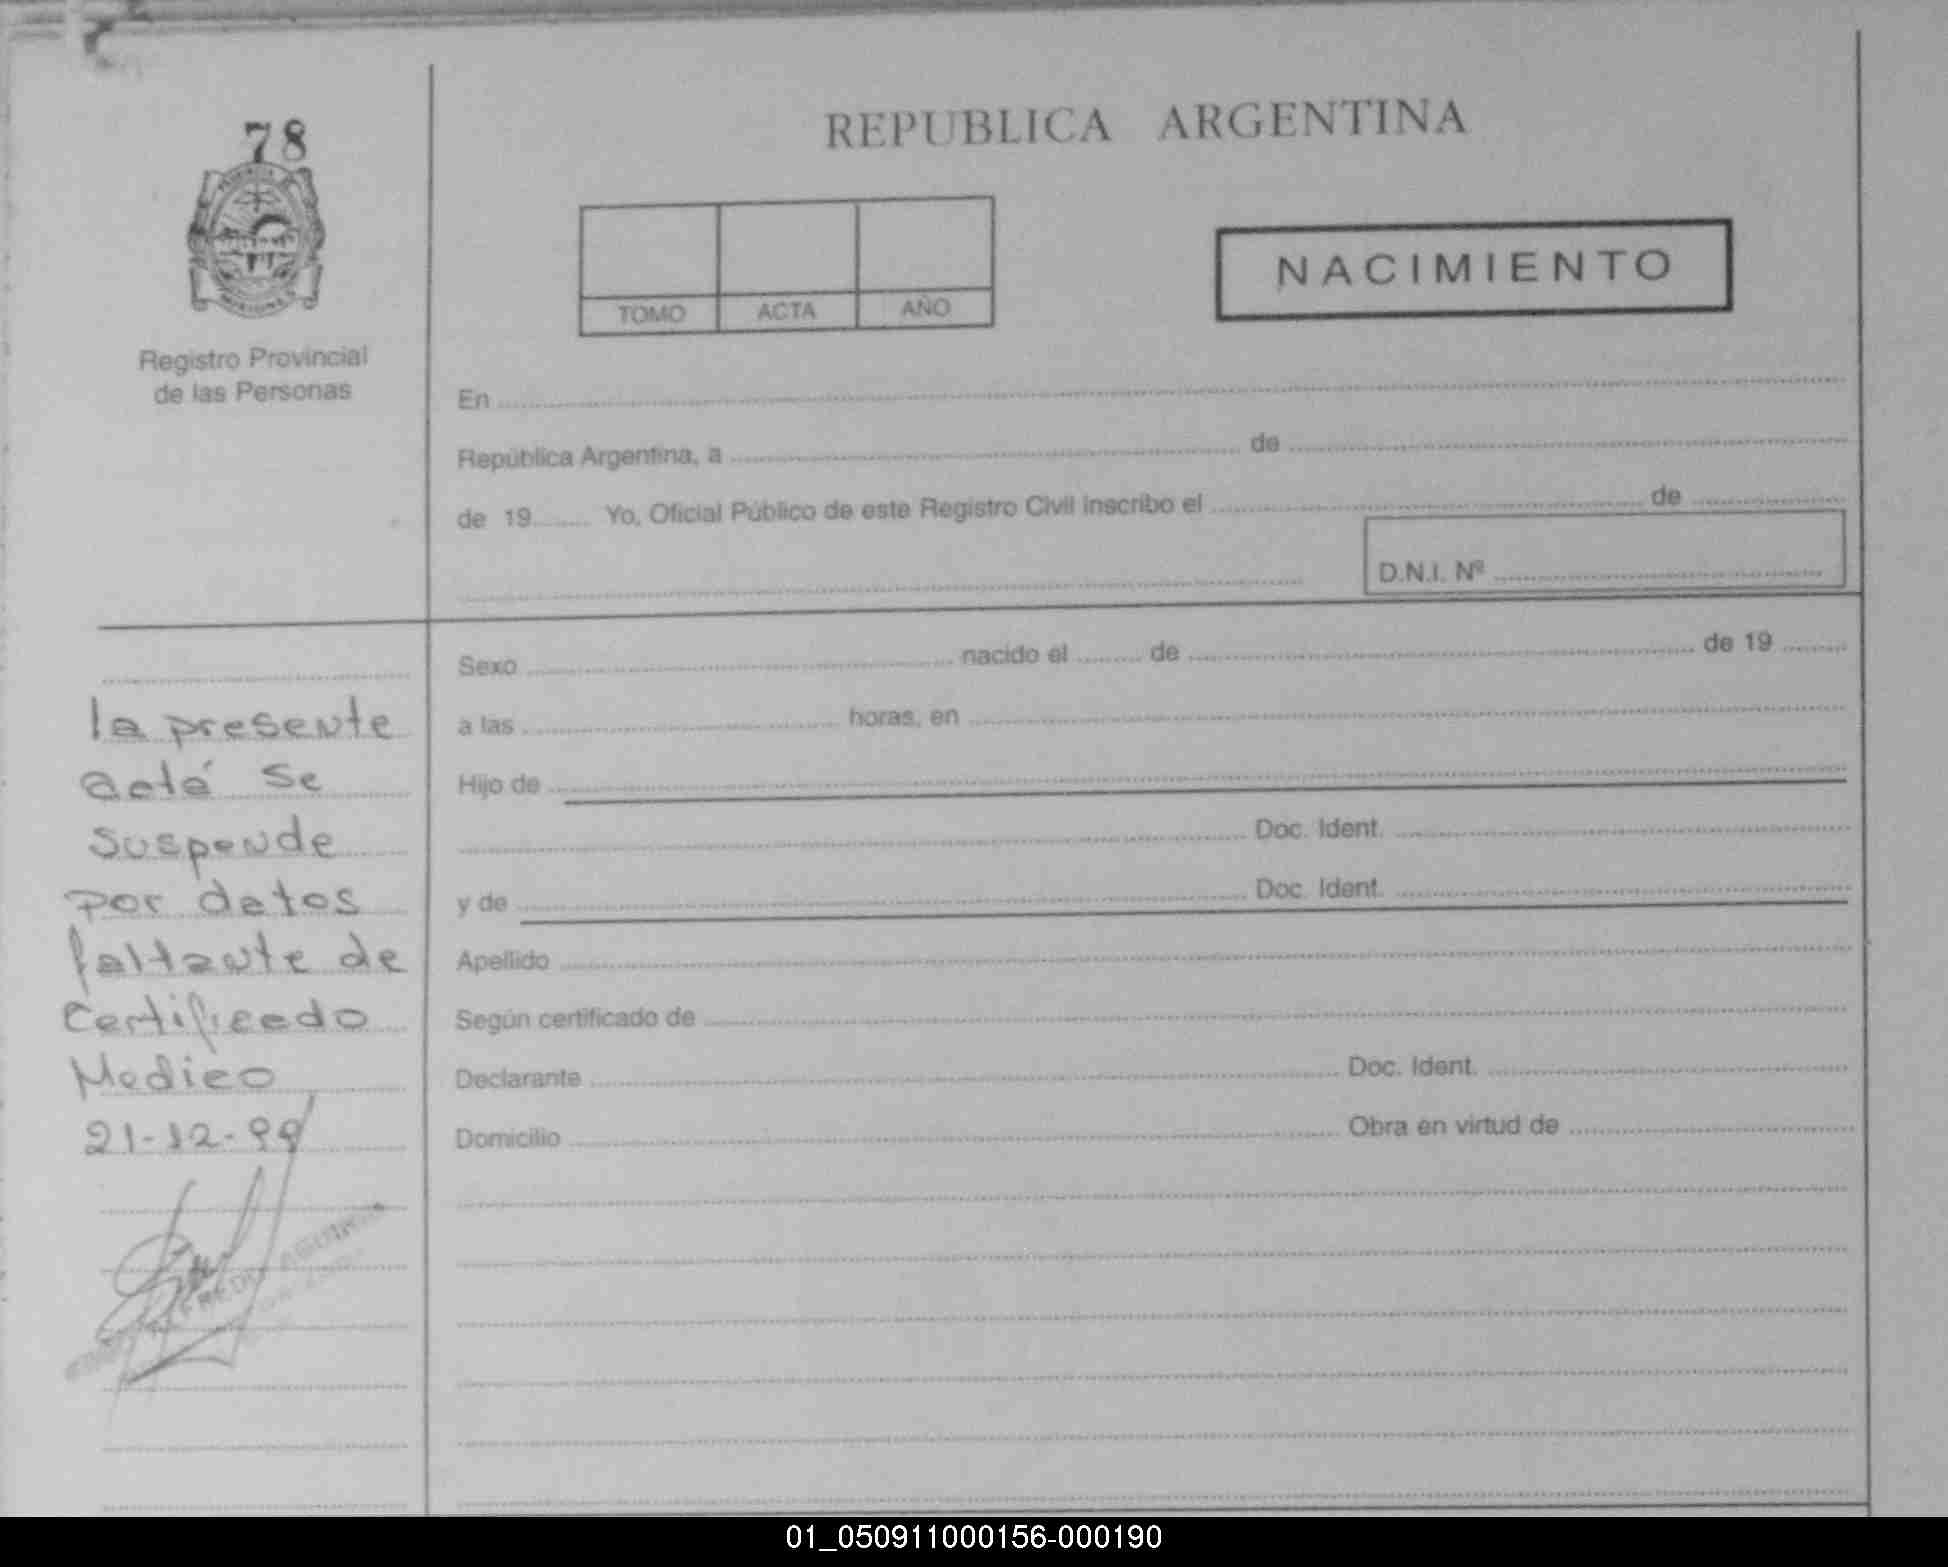 78
Registro Provincial
de las Personas
REPUBLICA ARGENTINA
TOMO ACTA AÑO
NACIMIENTO
En
República Argentina, a de
de 19 Yo, Oficial Público de este Registro Civil inscribo el de
D.N.I. Nº
Sexo nacido el de de 19
a las horas, en
Hijo de
Doc. Ident.
y de Doc. Ident.
Apellido
Según certificado de
Declarante Doc. Ident.
Domicilio Obra en virtud de
la presente
actá se
suspende
por datos
faltante de
Certificado
Medico
21-12-99
01_050911000156-000190